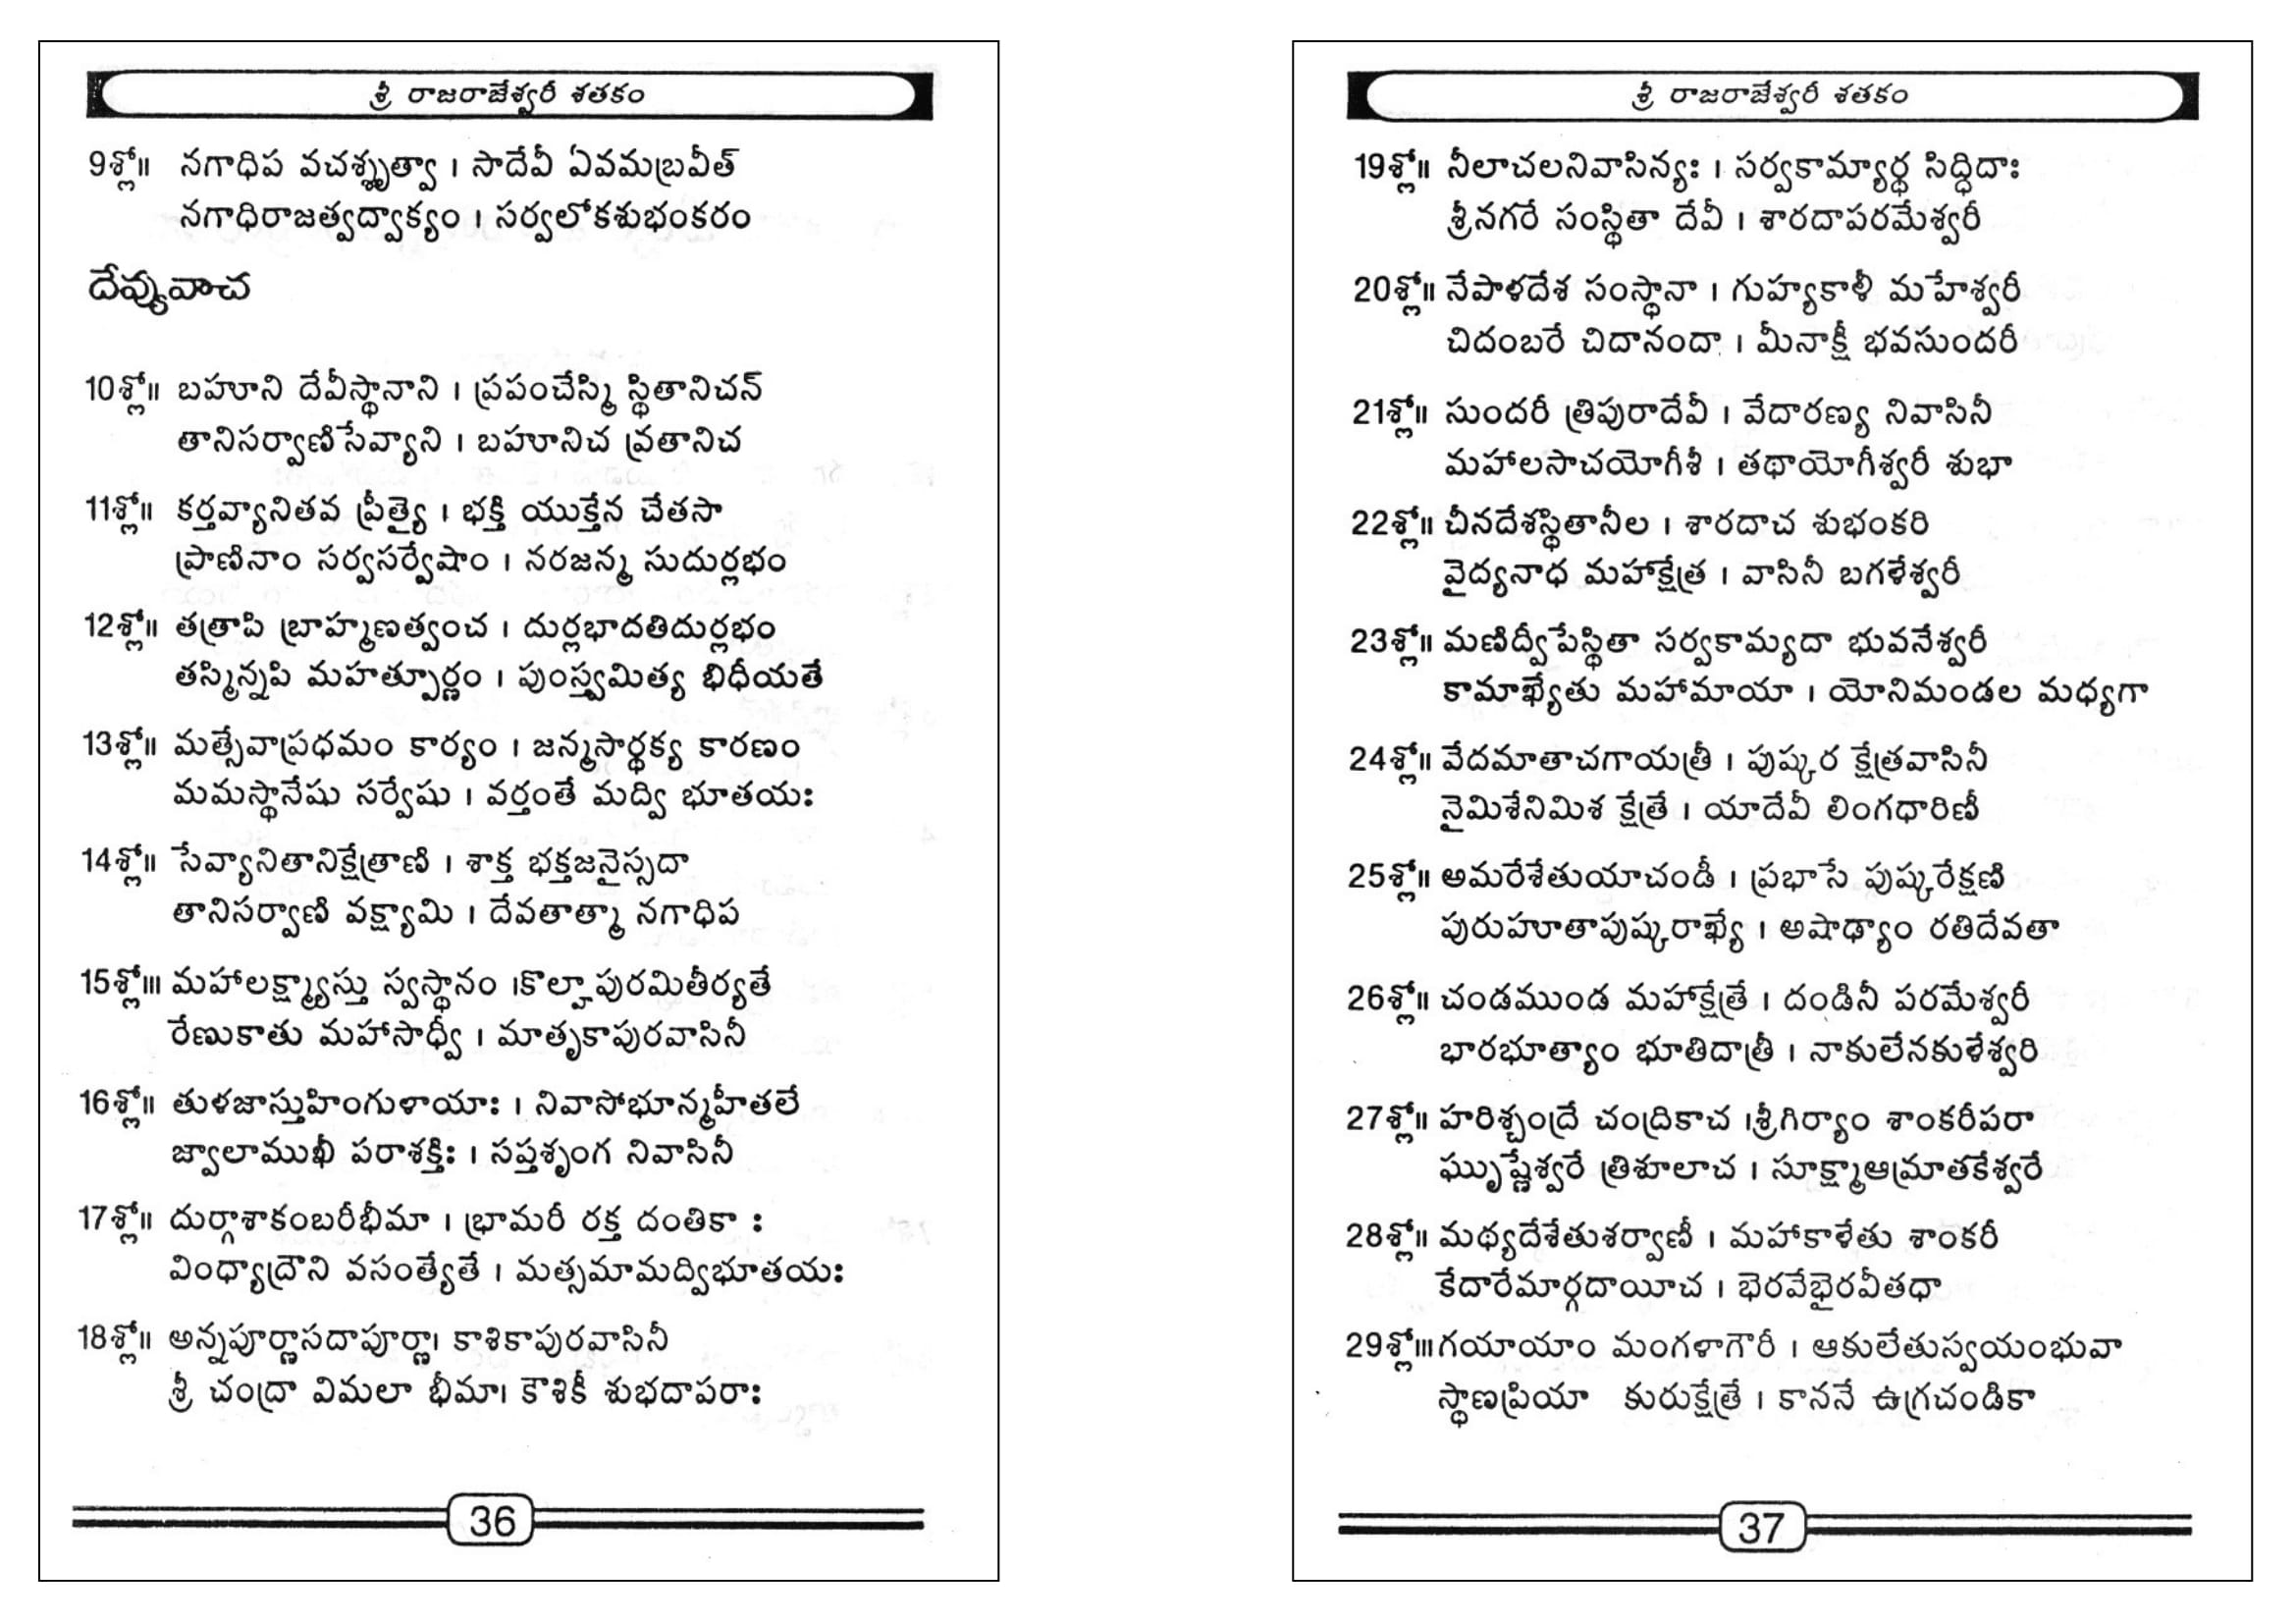 శ్రీ రాజరాజేశ్వరీ శతకం
9శ్లో॥ నగాధిప వచశ్శృత్వా । సాదేవీ ఏవమబ్రవీత్
నగాధిరాజత్వద్వాక్యం । సర్వలోకశుభంకరం
దేవ్యువాచ
10శ్లో॥ బహూని దేవీస్థానాని । ప్రపంచేస్మి స్థితానిచన్
తానిసర్వాణిసేవ్యాని । బహూనిచ వ్రతానిచ
11శ్లో॥ కర్తవ్యానితవ ప్రీత్యై । భక్తి యుక్తేన చేతసా
ప్రాణినాం సర్వసర్వేషాం । నరజన్మ సుదుర్లభం
12శ్లో॥ తత్రాపి బ్రాహ్మణత్వంచ । దుర్లభాదతిదుర్లభం
తస్మిన్నపి మహత్పూర్ణం । పుంస్త్వమిత్య భిధీయతే
13శ్లో॥ మత్సేవాప్రధమం కార్యం । జన్మసార్థక్య కారణం
మమస్థానేషు సర్వేషు । వర్తంతే మద్వి భూతయః
14శ్లో॥ సేవ్యానితానిక్షేత్రాణి । శాక్త భక్తజనైస్సదా
తానిసర్వాణి వక్ష్యామి । దేవతాత్మా నగాధిప
15శ్లో॥। మహాలక్ష్మ్యాస్తు స్వస్థానం ।కొల్హాపురమితీర్యతే
రేణుకాతు మహాసాధ్వీ । మాతృకాపురవాసినీ
16శ్లో॥ తుళజాస్తుహింగుళాయాః । నివాసోభూన్మహీతలే
జ్వాలాముఖీ పరాశక్తిః । సప్తశృంగ నివాసినీ
17శ్లో॥ దుర్గాశాకంబరీభీమా । భ్రామరీ రక్త దంతికా ః
వింధ్యాద్రౌని వసంత్యేతే । మత్సమామద్విభూతయః
18శ్లో॥ అన్నపూర్ణాసదాపూర్ణా। కాశికాపురవాసినీ
శ్రీ చంద్రా విమలా భీమా। కౌశికీ శుభదాపరాః
36
శ్రీ రాజరాజేశ్వరీ శతకం
19శ్లో॥ నీలాచలనివాసిన్యః । సర్వకామ్యార్థ సిద్ధిదాః
శ్రీనగరే సంస్థితా దేవీ । శారదాపరమేశ్వరీ
20శ్లో॥ నేపాళదేశ సంస్థానా । గుహ్యకాళీ మహేశ్వరీ
చిదంబరే చిదానందా । మీనాక్షీ భవసుందరీ
21శ్లో॥ సుందరీ త్రిపురాదేవీ । వేదారణ్య నివాసినీ
మహాలసాచయోగీశీ । తథాయోగీశ్వరీ శుభా
22శ్లో॥ చీనదేశస్థితానీల । శారదాచ శుభంకరి
వైద్యనాధ మహాక్షేత్ర । వాసినీ బగళేశ్వరీ
23శ్లో॥ మణిద్వీపేస్థితా సర్వకామ్యదా భువనేశ్వరీ
కామాఖ్యేతు మహామాయా । యోనిమండల మధ్యగా
24శ్లో॥ వేదమాతాచగాయత్రీ । పుష్కర క్షేత్రవాసినీ
నైమిశేనిమిశ క్షేత్రే । యాదేవీ లింగధారిణీ
25శ్లో॥ అమరేశేతుయాచండీ । ప్రభాసే పుష్కరేక్షణి
పురుహూతాపుష్కరాఖ్యే । అషాఢ్యాం రతిదేవతా
26శ్లో॥ చండముండ మహాక్షేత్రే । దండినీ పరమేశ్వరీ
భారభూత్యాం భూతిదాత్రీ । నాకులేనకుళేశ్వరి
27శ్లో॥ హరిశ్చంద్రే చంద్రికాచ ।శ్రీగిర్యాం శాంకరీపరా
ఘృష్ణేశ్వరే త్రిశూలాచ । సూక్ష్మాఆమ్రాతకేశ్వరే
28శ్లో॥ మధ్యదేశేతుశర్వాణీ । మహాకాళేతు శాంకరీ
కేదారేమార్గదాయీచ । భైరవేభైరవీతధా
29శ్లో॥।గయాయాం మంగళాగౌరీ । ఆకులేతుస్వయంభువా
స్థాణప్రియా కురుక్షేత్రే । కాననే ఉగ్రచండికా
37